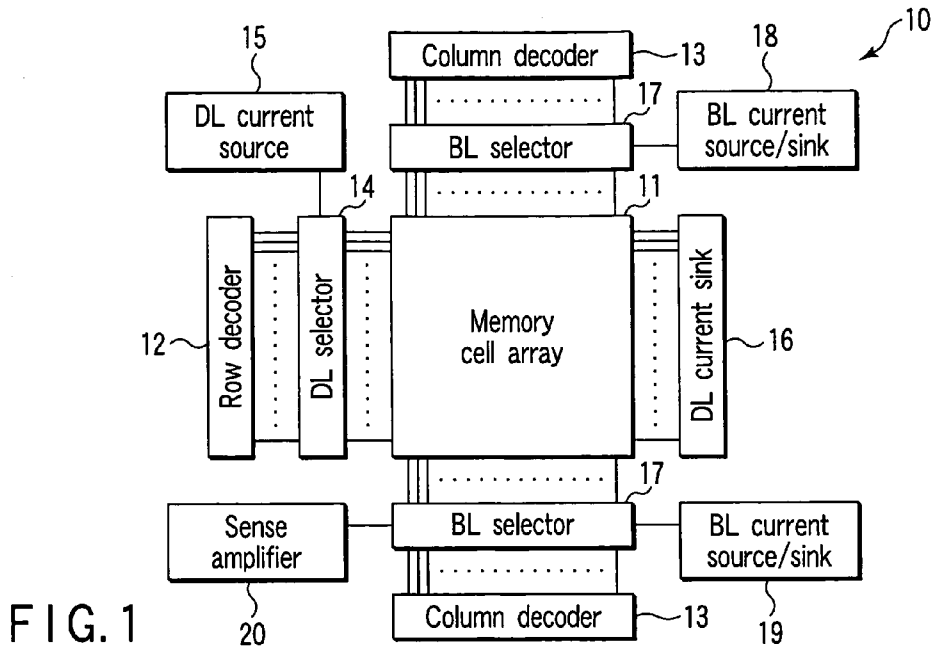 10
15
Column decoder
13
18
17
DL current
source
BL selector
BL current
source/sink
14
11
12
Row decoder
DL selector
Memory
cell array
DL current sink
16
17
Sense
amplifier
BL selector
BL current
source/sink
20
Column decoder
13
19
FIG. 1